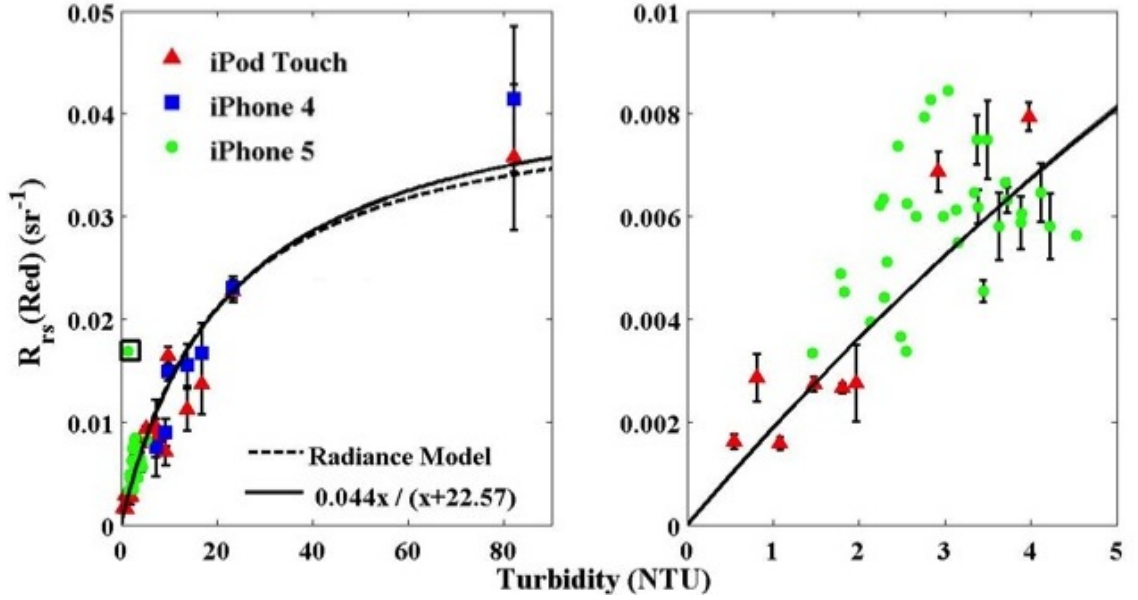 0.05
0.04
0.03
0.02
0.01
0
0 20 40 60 80
R_rs(Red) (sr^-1)
iPod Touch
iPhone 4
iPhone 5
Radiance Model
0.044x / (x+22.57)
0.01
0.008
0.006
0.004
0.002
0
0 1 2 3 4 5
Turbidity (NTU)